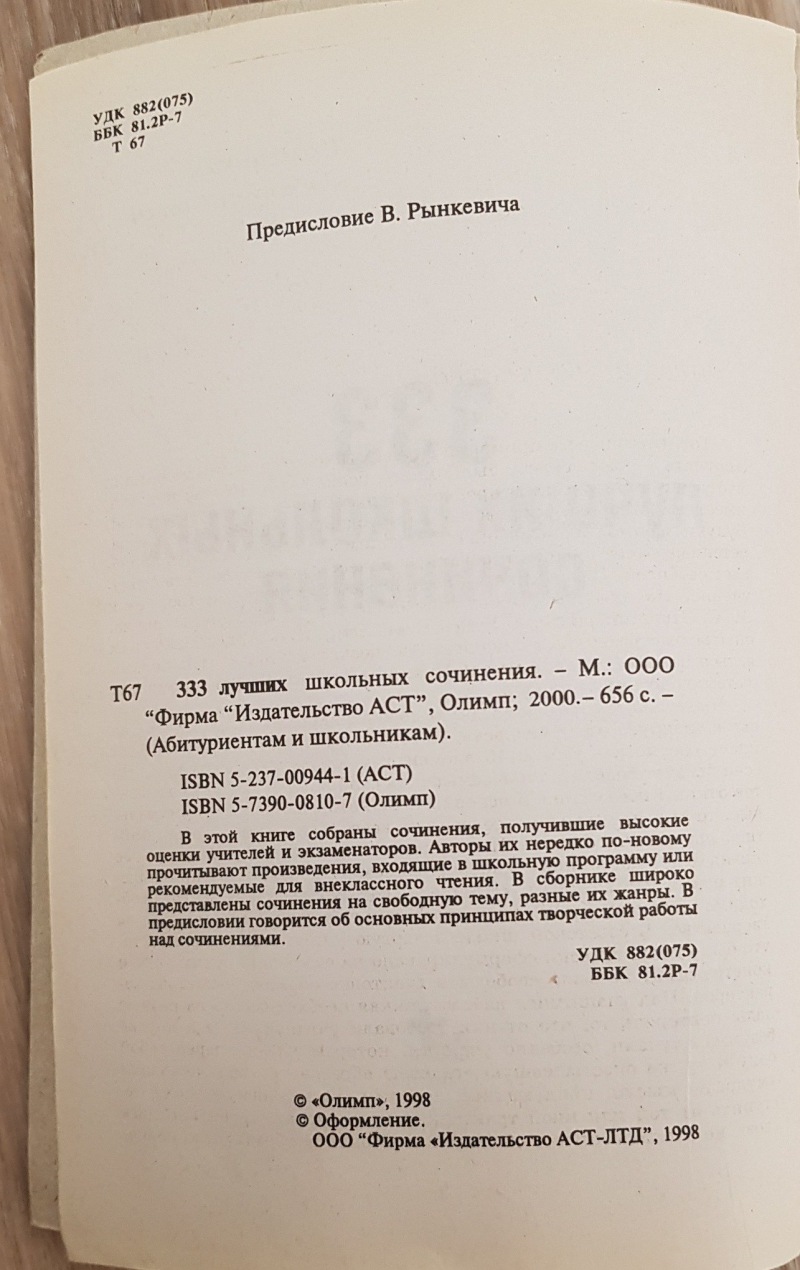 УДК 882(075)
ББК 81.2Р-7
Т 67
Предисловие В. Рынкевича
Т67 333 лучших школьных сочинения. – М.: ООО
“Фирма “Издательство АСТ”, Олимп; 2000.– 656 с. –
(Абитуриентам и школьникам).
ISBN 5-237-00944-1 (АСТ)
ISBN 5-7390-0810-7 (Олимп)
В этой книге собраны сочинения, получившие высокие
оценки учителей и экзаменаторов. Авторы их нередко по-новому
прочитывают произведения, входящие в школьную программу или
рекомендуемые для внеклассного чтения. В сборнике широко
представлены сочинения на свободную тему, разные их жанры. В
предисловии говорится об основных принципах творческой работы
над сочинениями.
УДК 882(075)
ББК 81.2Р-7
© «Олимп», 1998
© Оформление.
ООО “Фирма «Издательство АСТ-ЛТД”, 1998